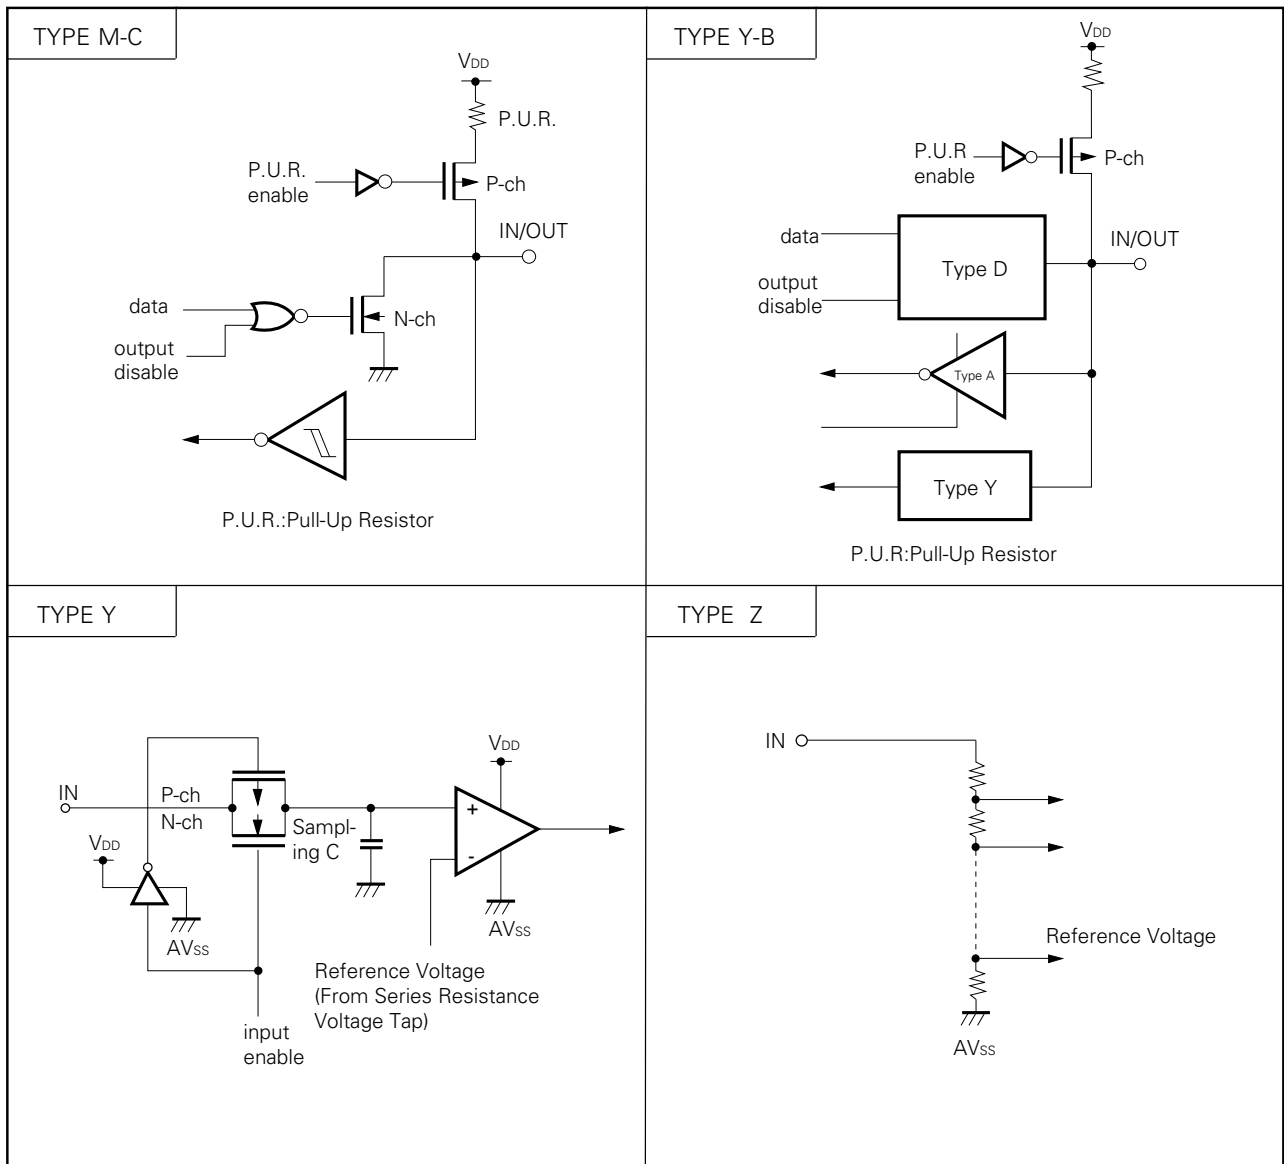 TYPE M-C
VDD
P.U.R.
P.U.R.
enable
P-ch
IN/OUT
data
N-ch
output
disable
P.U.R.:Pull-Up Resistor
TYPE Y-B
VDD
P.U.R
enable
P-ch
data
Type D
IN/OUT
output
disable
Type A
Type Y
P.U.R:Pull-Up Resistor
TYPE Y
IN
P-ch
N-ch
VDD
AVSS
Sampl-
ing C
VDD
+
-
AVSS
Reference Voltage
(From Series Resistance
Voltage Tap)
input
enable
TYPE Z
IN
Reference Voltage
AVSS